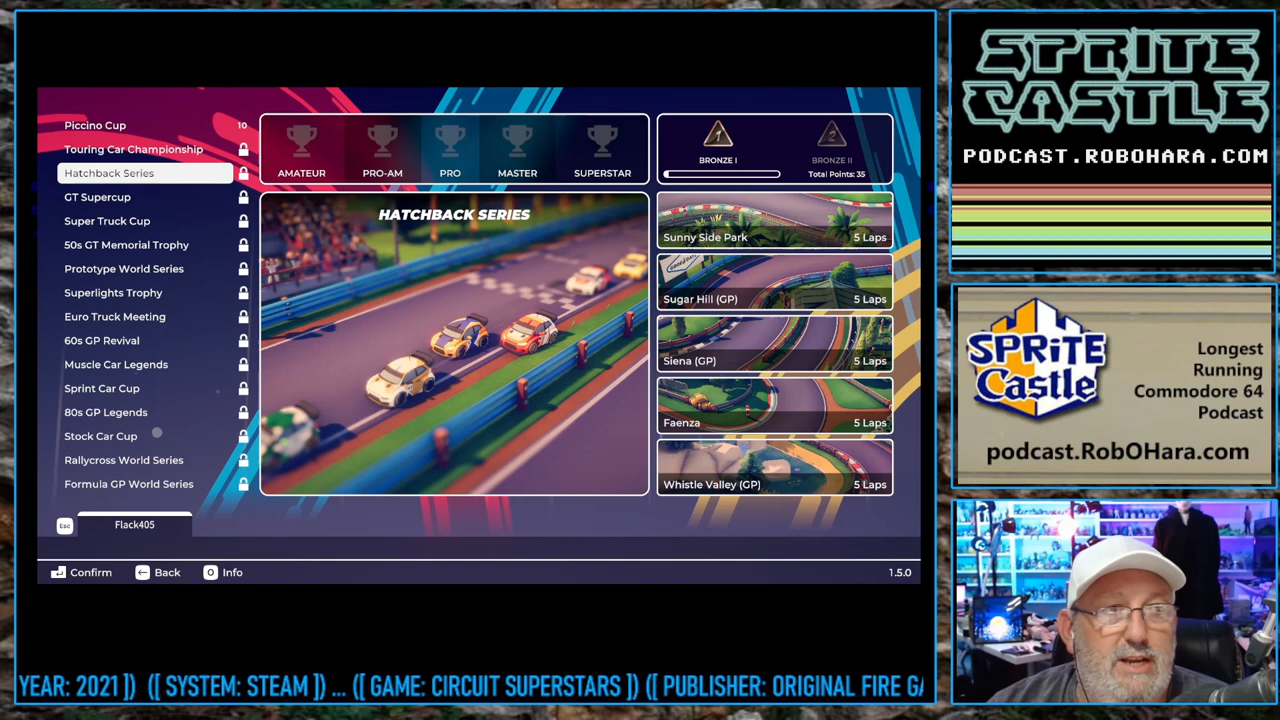 Piccino Cup 10
Touring Car Championship
Hatchback Series
GT Supercup
Super Truck Cup
50s GT Memorial Trophy
Prototype World Series
Superlights Trophy
Euro Truck Meeting
60s GP Revival
Muscle Car Legends
Sprint Car Cup
80s GP Legends
Stock Car Cup
Rallycross World Series
Formula GP World Series
Esc Flack405
AMATEUR PRO-AM PRO MASTER SUPERSTAR
HATCHBACK SERIES
1 2
BRONZE I BRONZE II
Total Points: 35
Sunny Side Park 5 Laps
Sugar Hill (GP) 5 Laps
Siena (GP) 5 Laps
Faenza 5 Laps
Whistle Valley (GP) 5 Laps
Confirm Back O Info 1.5.0
YEAR: 2021 ]) ([ SYSTEM: STEAM ]) ... ([ GAME: CIRCUIT SUPERSTARS ]) ([ PUBLISHER: ORIGINAL FIRE GA
SPRITE
CASTLE
PODCAST.ROBOHARA.COM
SPRiTE
Castle
Longest
Running
Commodore 64
Podcast
podcast.RobOHara.com